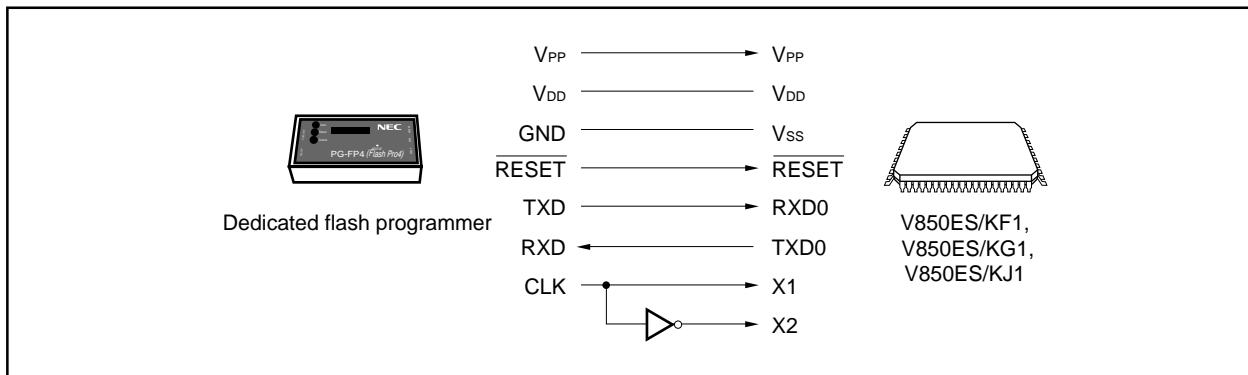 VPP VPP
VDD VDD
GND VSS
RESET RESET
TXD RXD0
RXD TXD0
CLK X1
X2
NEC
PG-FP4 (Flash Pro4)
Dedicated flash programmer
V850ES/KF1,
V850ES/KG1,
V850ES/KJ1